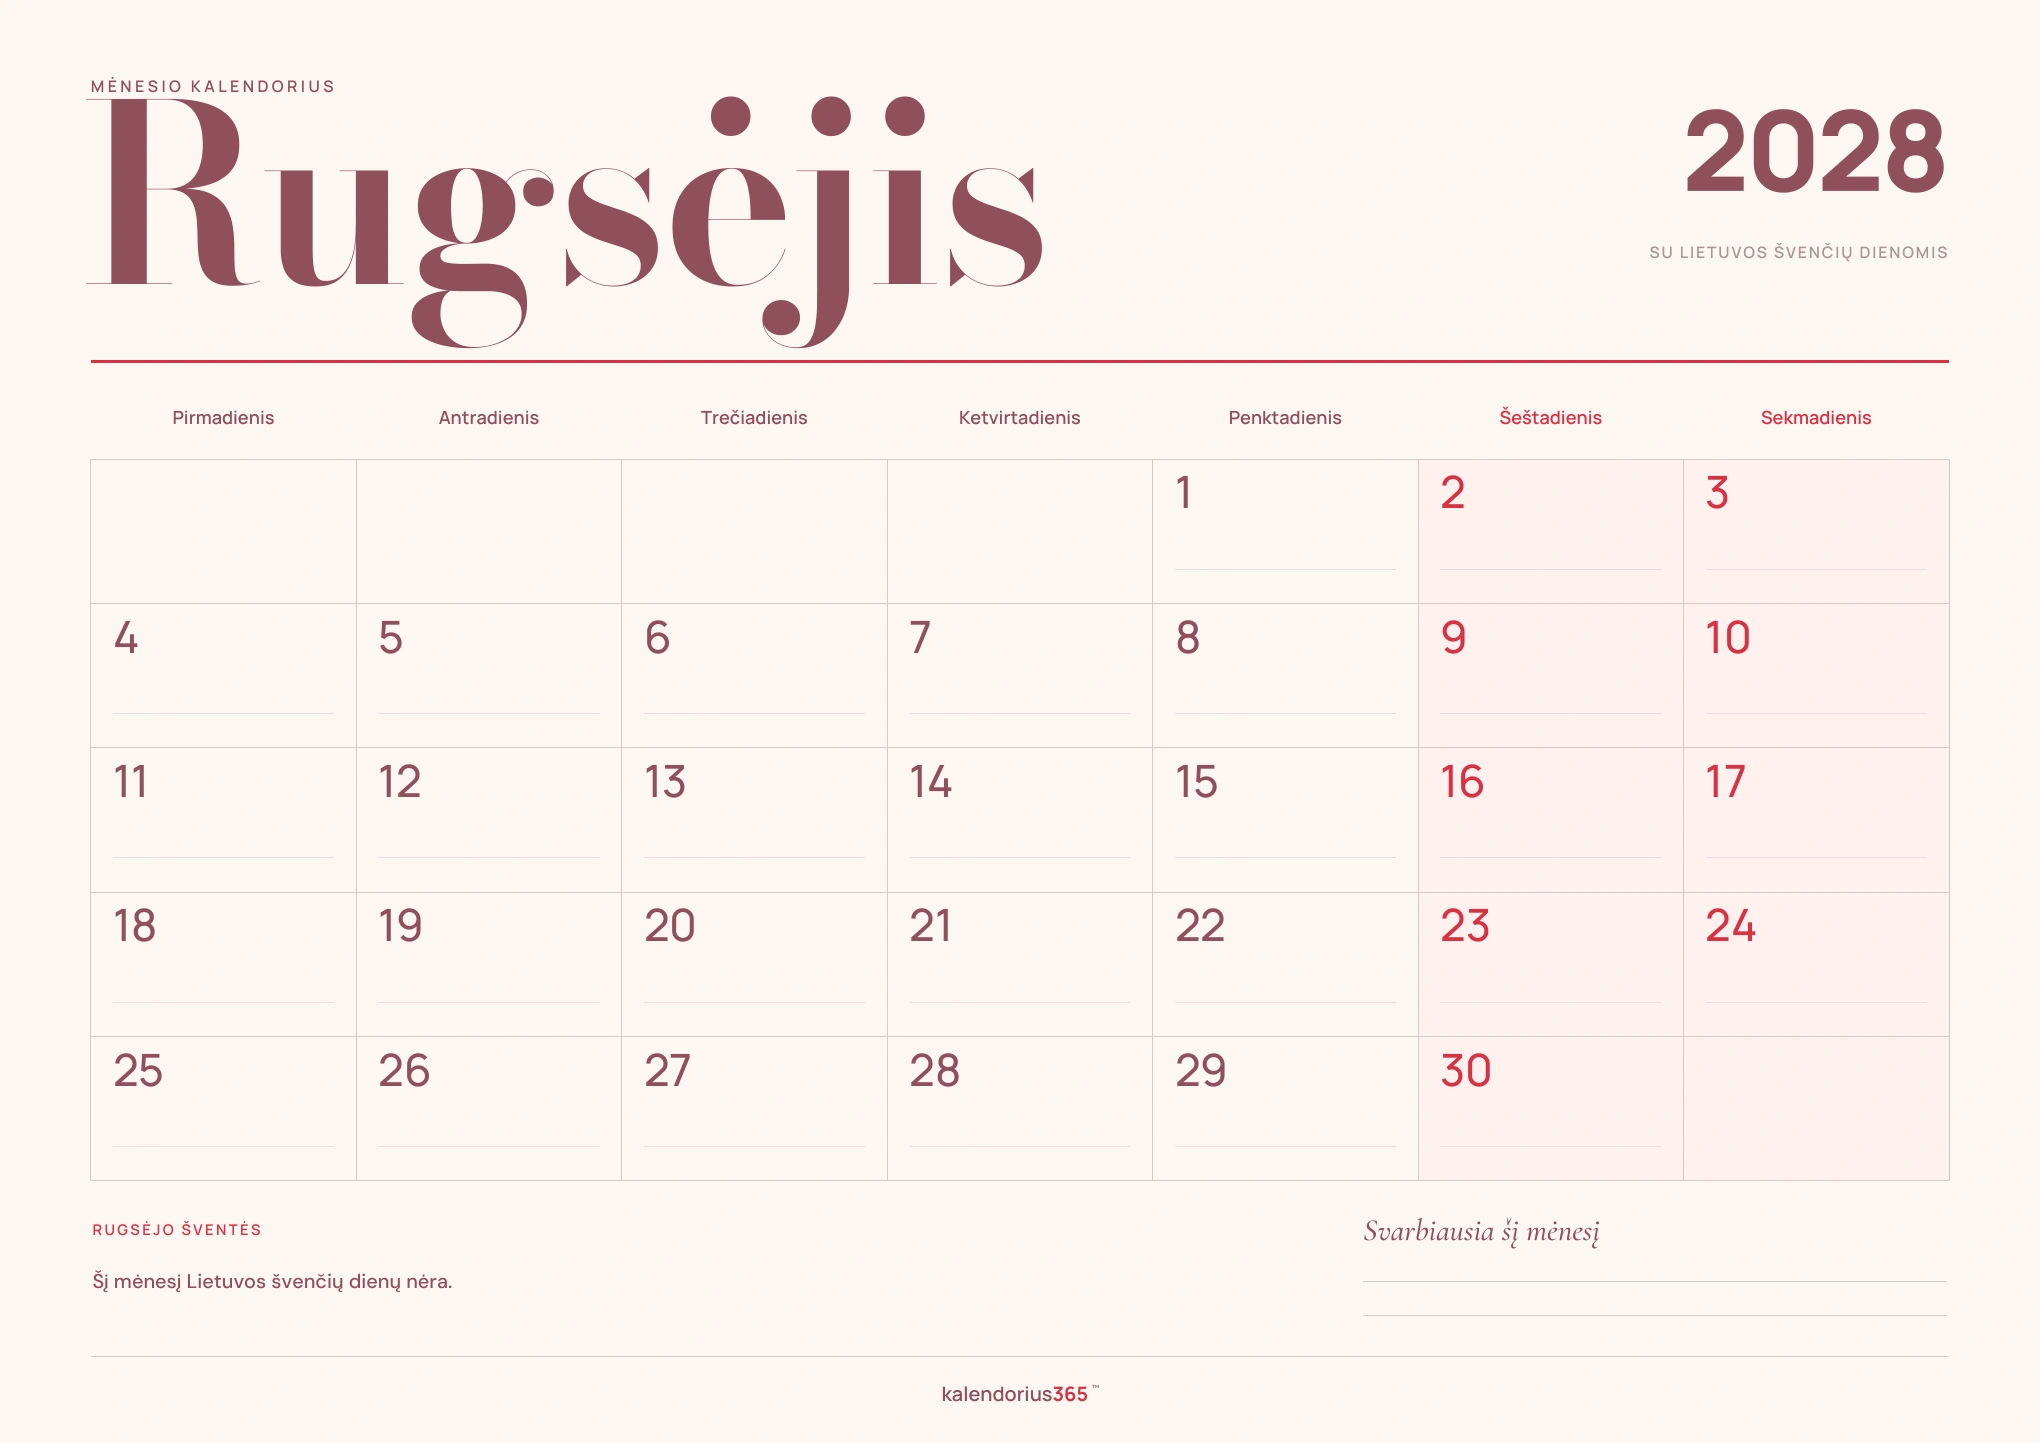 MĖNESIO KALENDORIUS
Rugsėjis
2028
SU LIETUVOS ŠVENČIŲ DIENOMIS
Pirmadienis Antradienis Trečiadienis Ketvirtadienis Penktadienis Šeštadienis Sekmadienis
1 2 3
4 5 6 7 8 9 10
11 12 13 14 15 16 17
18 19 20 21 22 23 24
25 26 27 28 29 30
RUGSĖJO ŠVENTĖS
Šį mėnesį Lietuvos švenčių dienų nėra.
Svarbiausia šį mėnesį
kalendorius365™